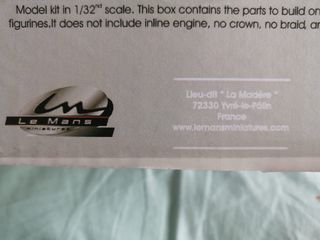 Model kit in 1/32nd scale. This box contains the parts to build on
figurines.It does not include inline engine, no crown, no braid, an
Lieu-dit " La Madère "
72330 Yvré-le-Pôlin
France
www.lemansminiatures.com
Le Mans
miniatures